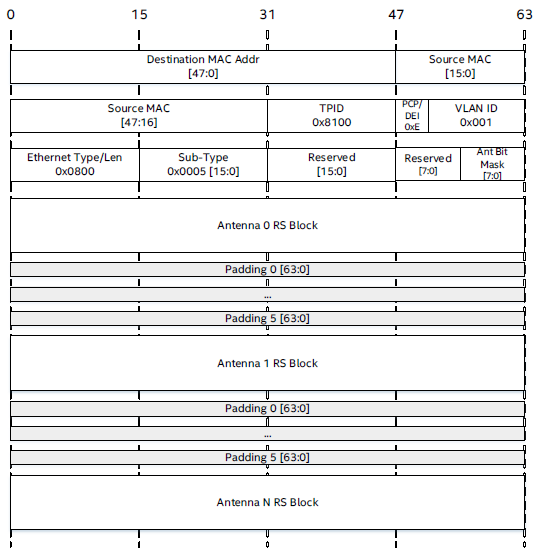 0 15 31 47 63
Destination MAC Addr
[47:0]
Source MAC
[15:0]
Source MAC
[47:16]
TPID
0x8100
PCP/
DEI
0xE
VLAN ID
0x001
Ethernet Type/Len
0x0800
Sub-Type
0x0005 [15:0]
Reserved
[15:0]
Reserved
[7:0]
Ant Bit
Mask
[7:0]
Antenna 0 RS Block
Padding 0 [63:0]
...
Padding 5 [63:0]
Antenna 1 RS Block
Padding 0 [63:0]
...
Padding 5 [63:0]
Antenna N RS Block